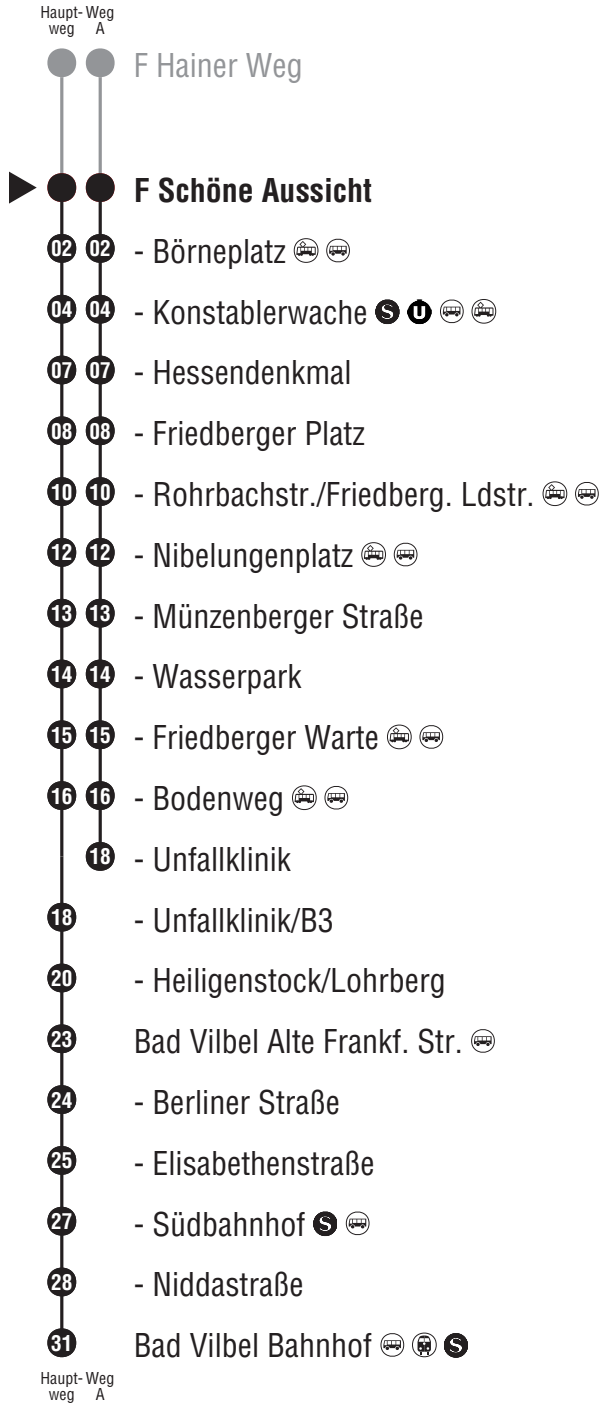 Haupt- Weg
weg A
F Hainer Weg
F Schöne Aussicht
02 02 - Börneplatz
04 04 - Konstablerwache S U
07 07 - Hessendenkmal
08 08 - Friedberger Platz
10 10 - Rohrbachstr./Friedberg. Ldstr.
12 12 - Nibelungenplatz
13 13 - Münzenberger Straße
14 14 - Wasserpark
15 15 - Friedberger Warte
16 16 - Bodenweg
18 - Unfallklinik
18 - Unfallklinik/B3
20 - Heiligenstock/Lohrberg
23 Bad Vilbel Alte Frankf. Str.
24 - Berliner Straße
25 - Elisabethenstraße
27 - Südbahnhof S
28 - Niddastraße
31 Bad Vilbel Bahnhof S
Haupt- Weg
weg A